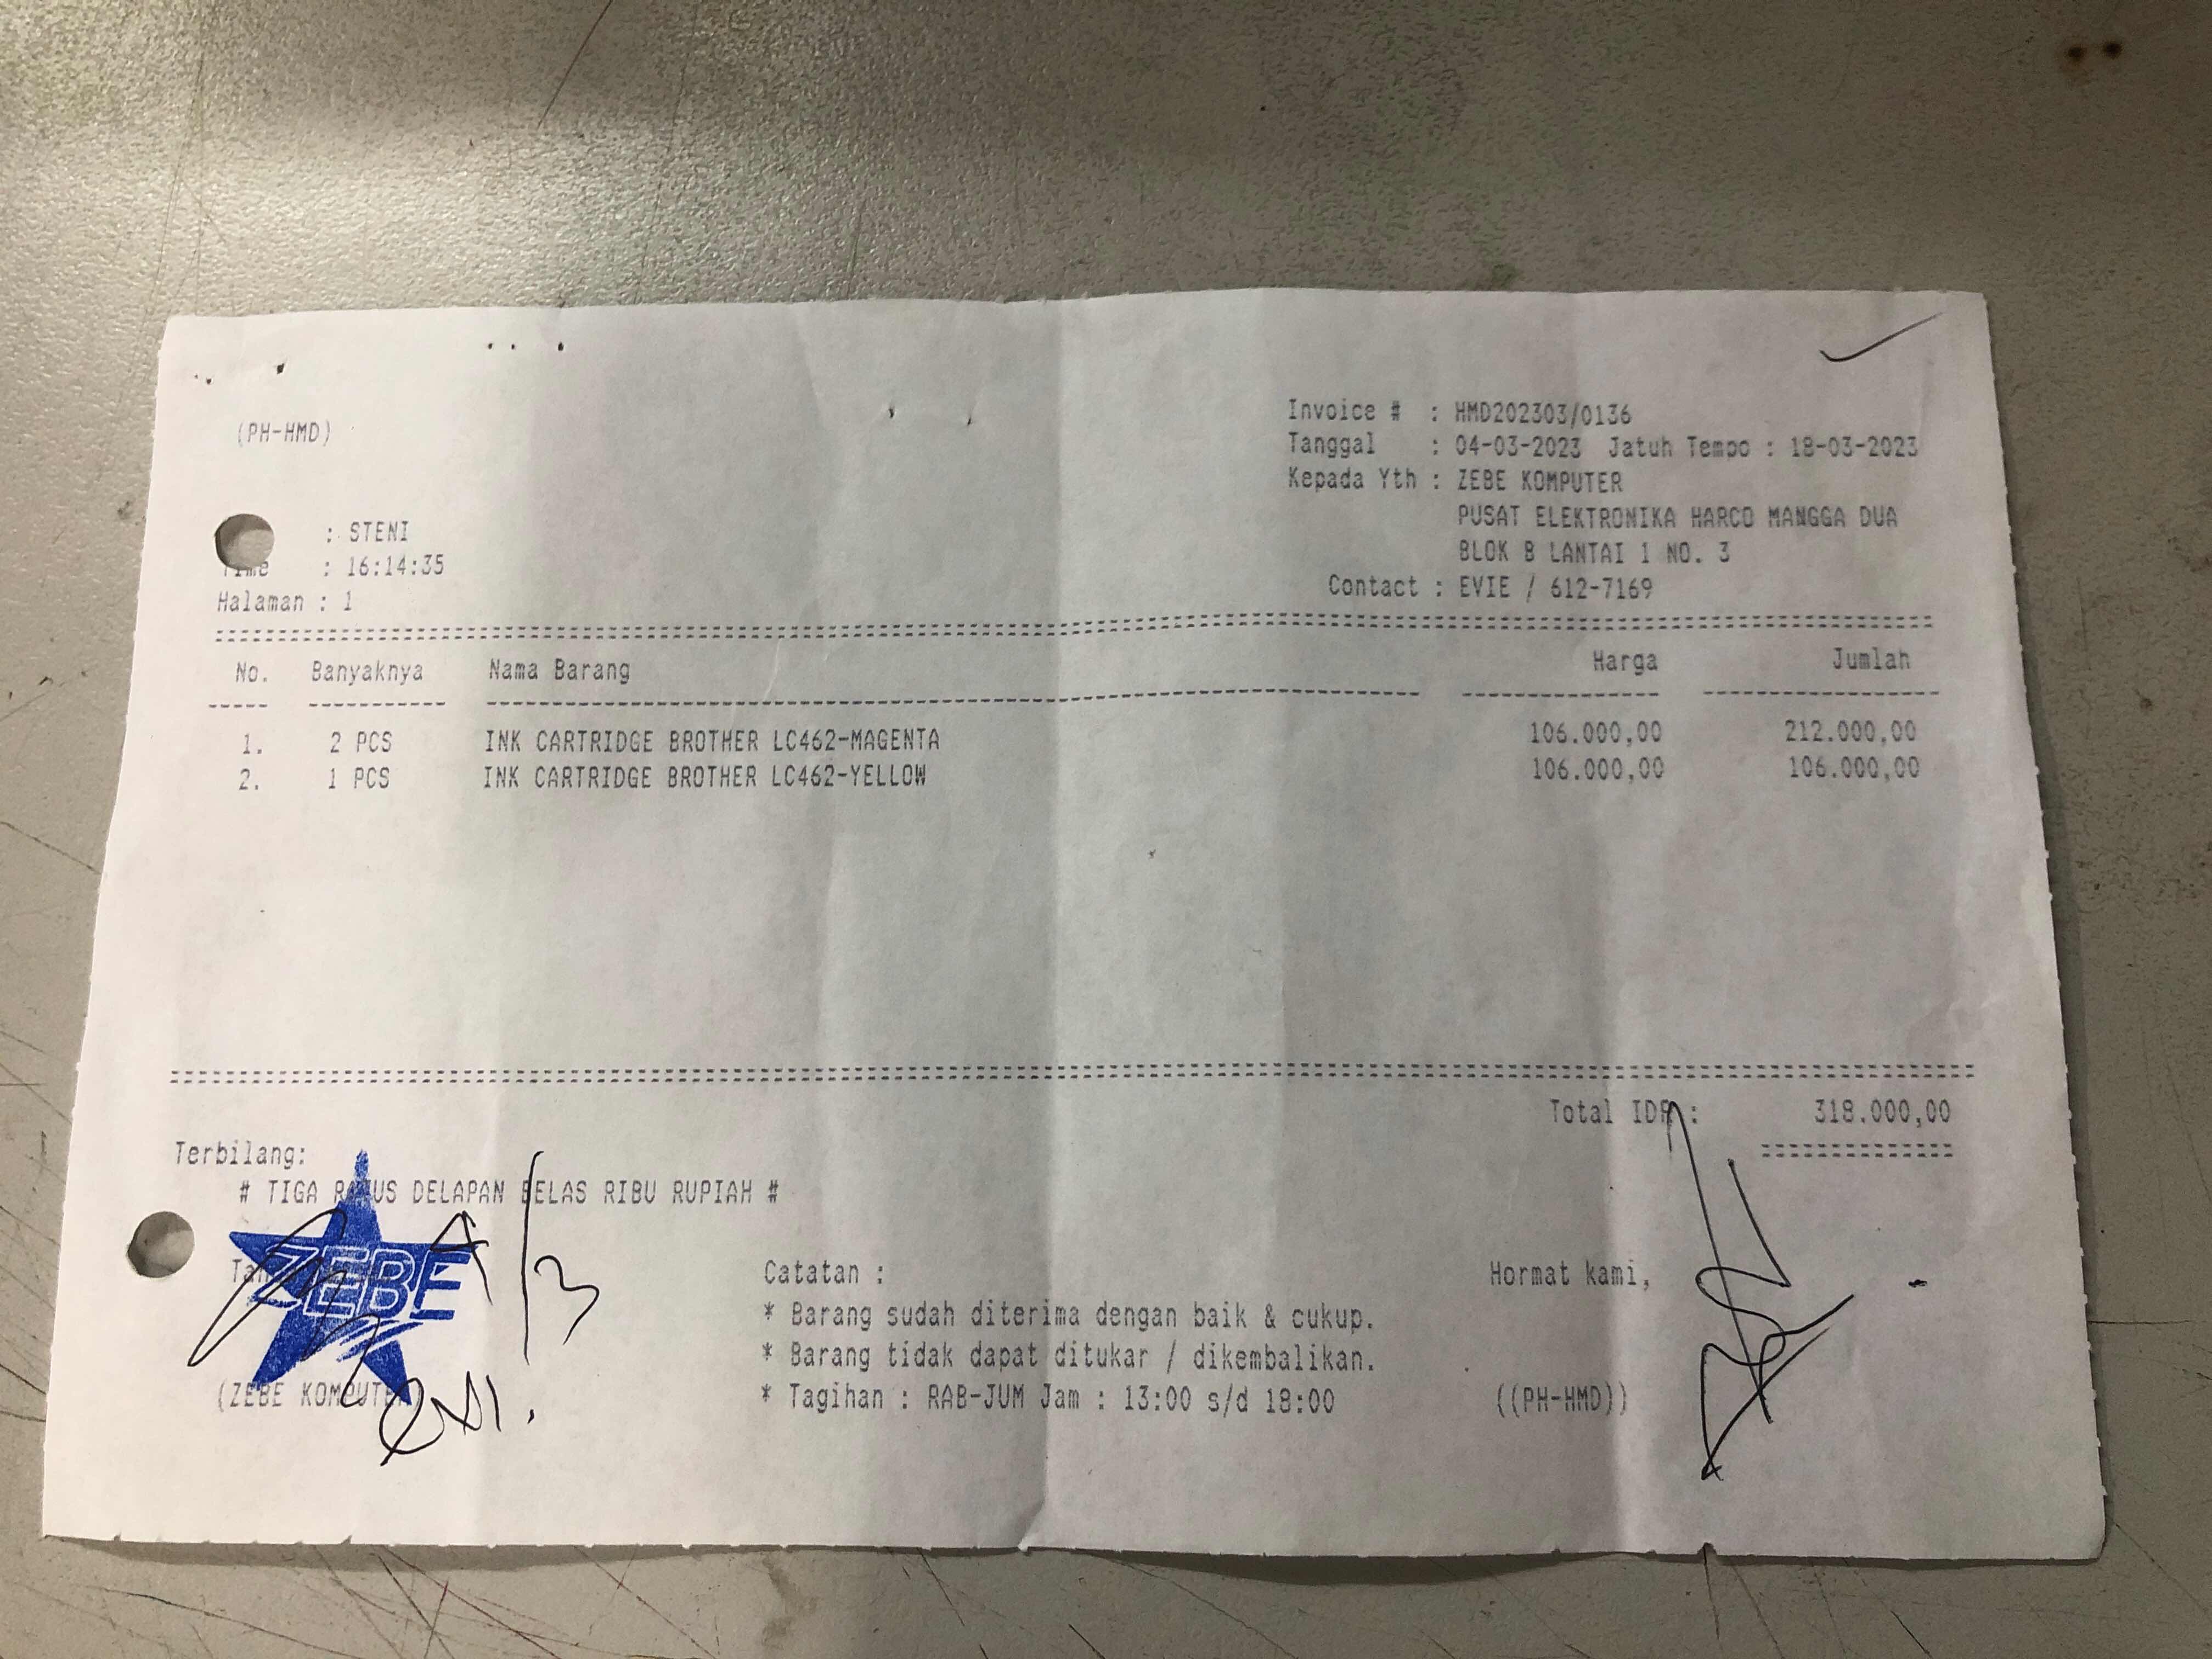 (PH-HMD)
Invoice # : HMD202303/0136
Tanggal : 04-03-2023 Jatuh Tempo : 18-03-2023
Kepada Yth : ZEBE KOMPUTER
PUSAT ELEKTRONIKA HARCO MANGGA DUA
BLOK B LANTAI 1 NO. 3
Contact : EVIE / 612-7169
: STENI
Time : 16:14:35
Halaman : 1
No. Banyaknya Nama Barang Harga Jumlah
1. 2 PCS INK CARTRIDGE BROTHER LC462-MAGENTA 106.000,00 212.000,00
2. 1 PCS INK CARTRIDGE BROTHER LC462-YELLOW 106.000,00 106.000,00
Total IDR : 318.000,00
Terbilang:
# TIGA RATUS DELAPAN BELAS RIBU RUPIAH #
ZEBE
(ZEBE KOMPUTER
Catatan :
* Barang sudah diterima dengan baik & cukup.
* Barang tidak dapat ditukar / dikembalikan.
* Tagihan : RAB-JUM Jam : 13:00 s/d 18:00
Hormat kami,
((PH-HMD))